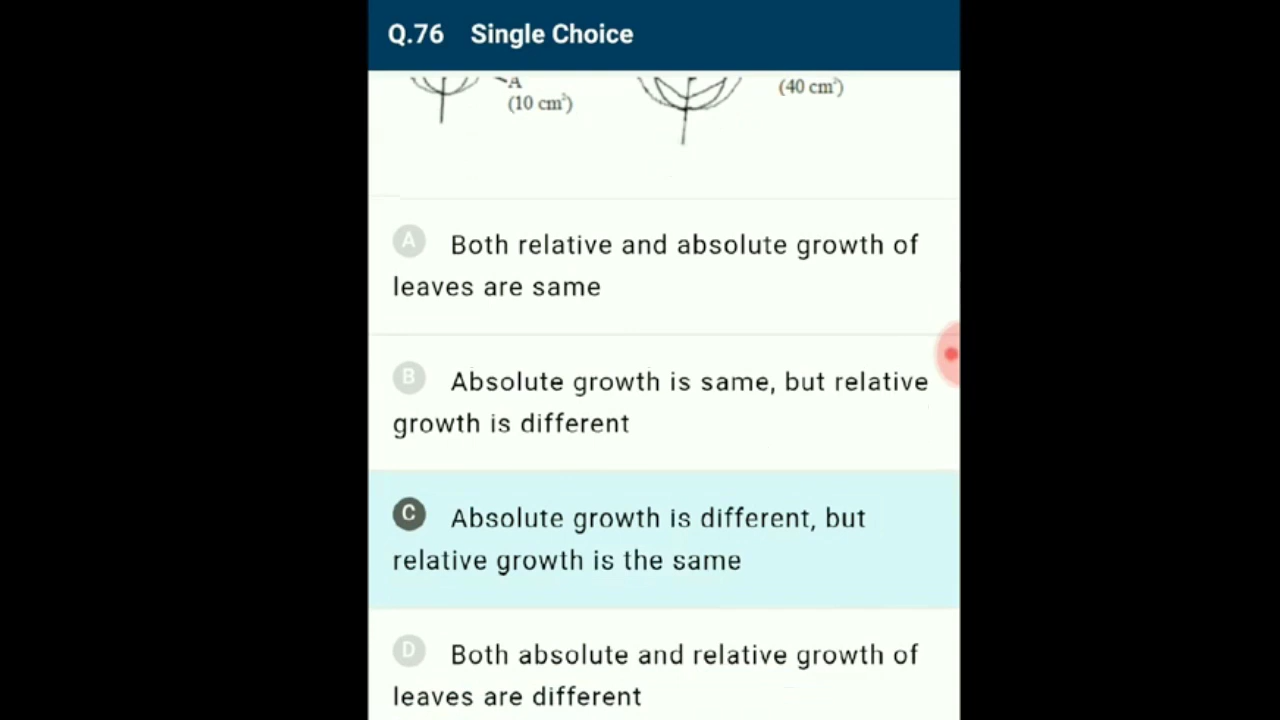 Q.76 Single Choice
A
(10 cm²)
(40 cm²)
A Both relative and absolute growth of
leaves are same
B Absolute growth is same, but relative
growth is different
C Absolute growth is different, but
relative growth is the same
D Both absolute and relative growth of
leaves are different